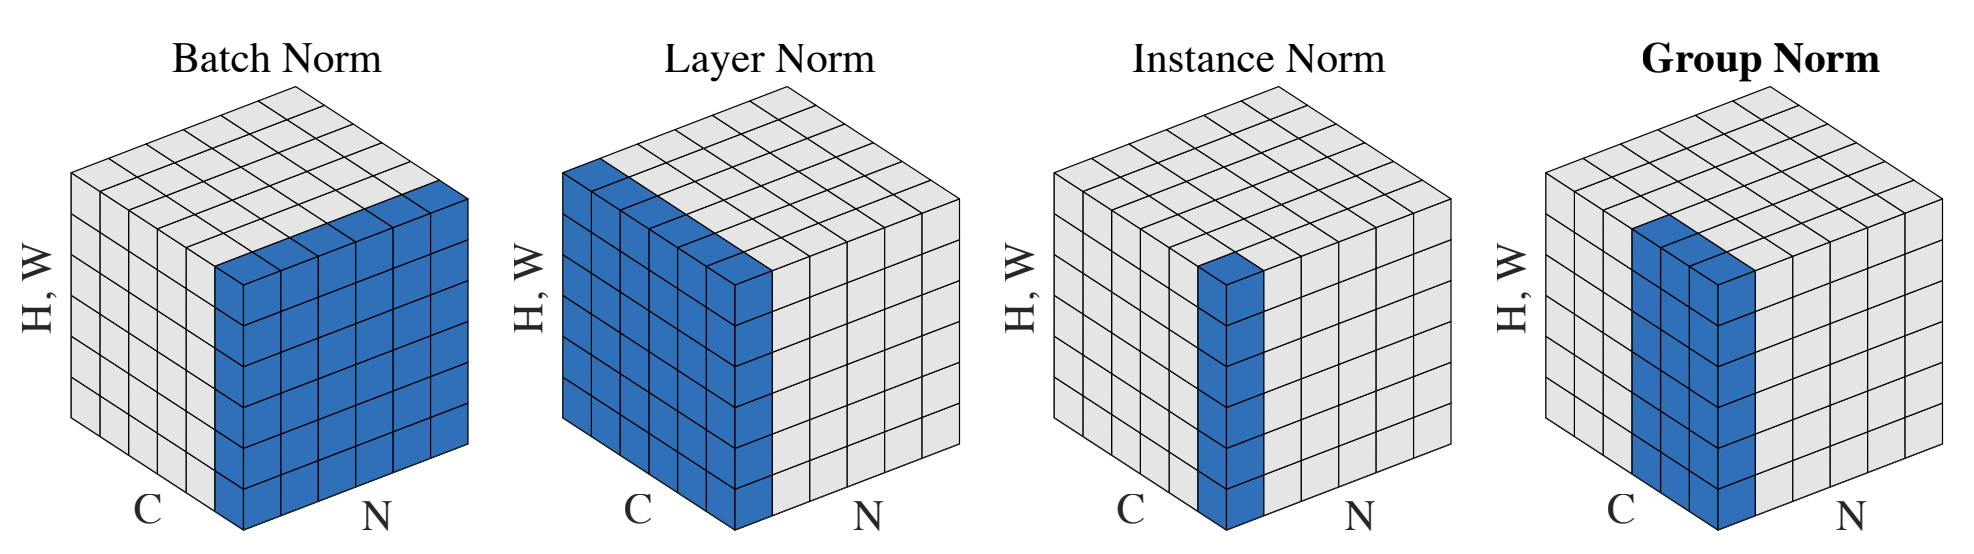 Batch Norm
H, W
C
N
Layer Norm
H, W
C
N
Instance Norm
H, W
C
N
Group Norm
H, W
C
N